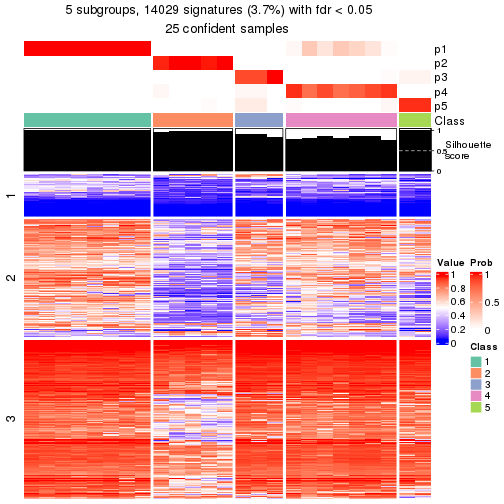 5 subgroups, 14029 signatures (3.7%) with fdr < 0.05
25 confident samples
p1
p2
p3
p4
p5
Class
1
0.5
0
Silhouette
score
1
2
3
Value
1
0.8
0.6
0.4
0.2
0
Prob
1
0.5
0
Class
1
2
3
4
5